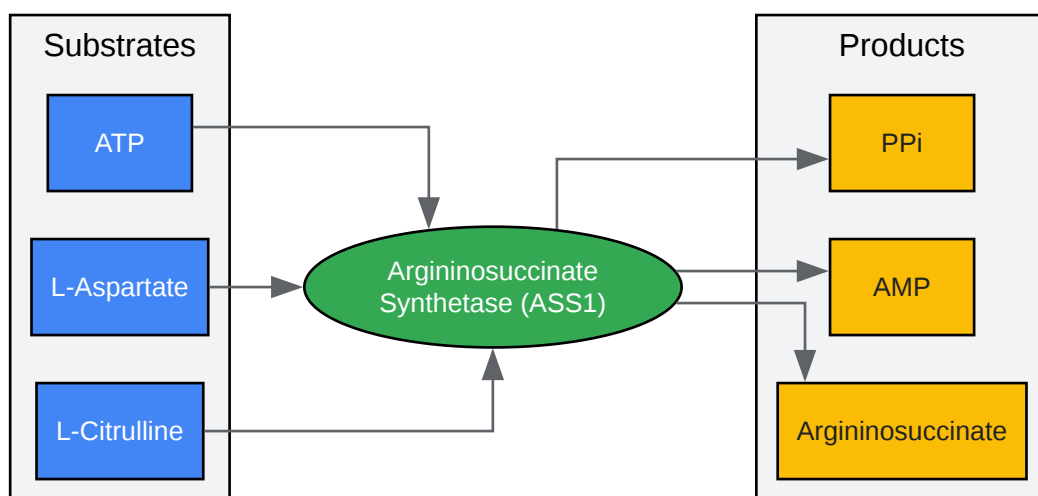 Substrates
ATP
L-Aspartate
L-Citrulline
Argininosuccinate
Synthetase (ASS1)
Products
PPi
AMP
Argininosuccinate